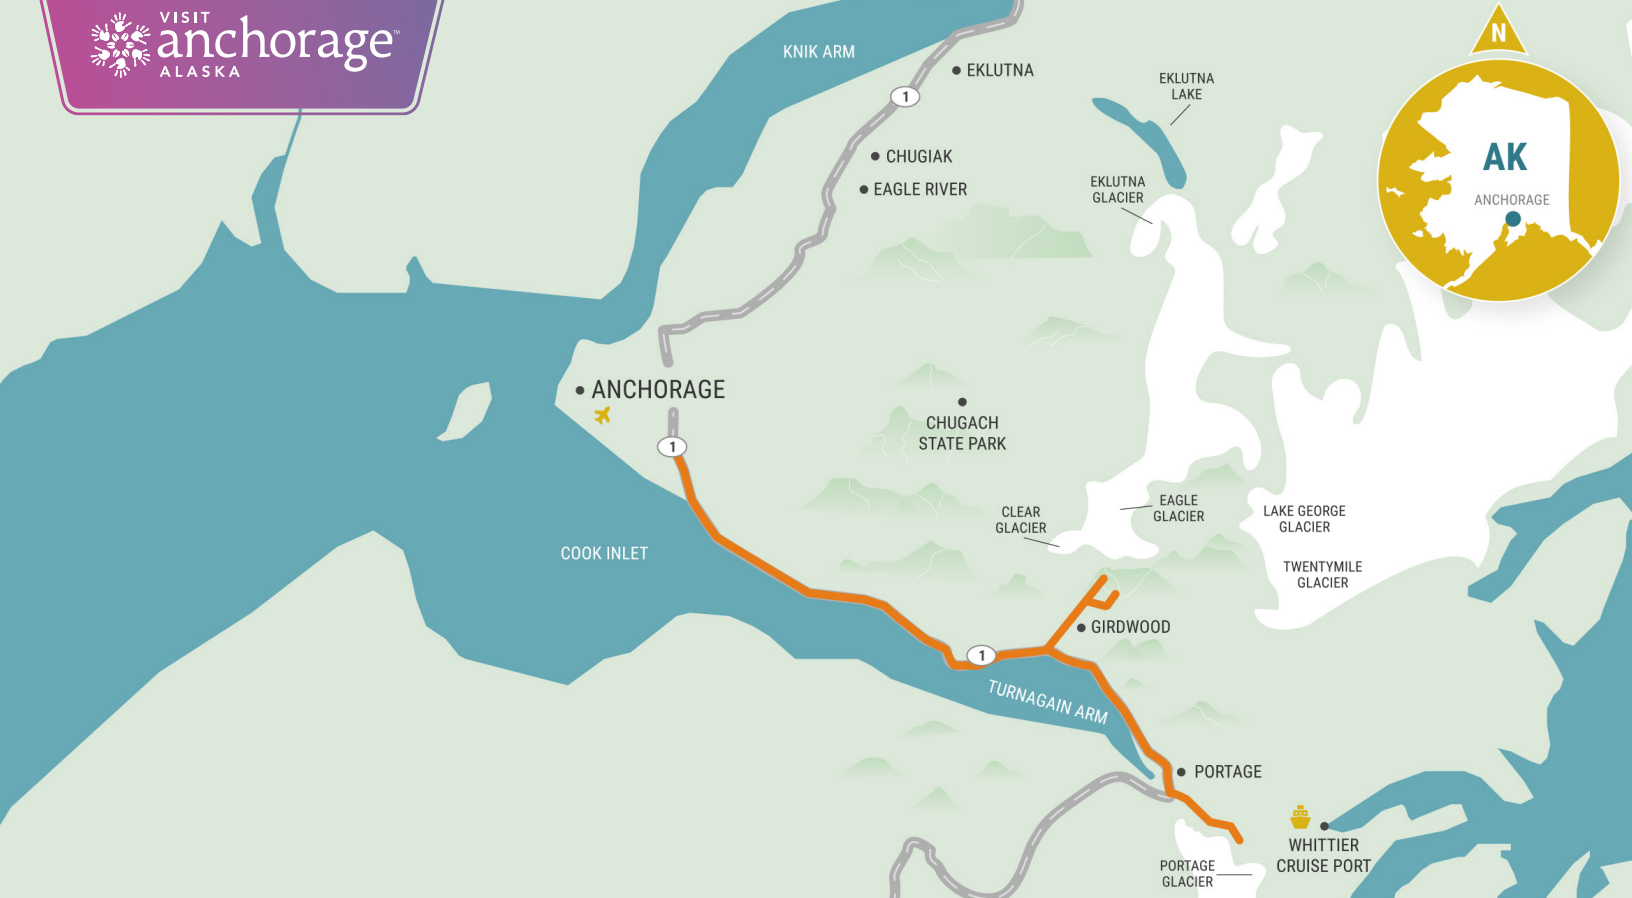 VISIT
anchorage™
ALASKA
KNIK ARM
EKLUTNA
1
EKLUTNA
LAKE
N
CHUGIAK
EAGLE RIVER
EKLUTNA
GLACIER
AK
ANCHORAGE
ANCHORAGE
CHUGACH
STATE PARK
1
CLEAR
GLACIER
EAGLE
GLACIER
LAKE GEORGE
GLACIER
COOK INLET
TWENTYMILE
GLACIER
GIRDWOOD
1
TURNAGAIN ARM
PORTAGE
WHITTIER
CRUISE PORT
PORTAGE
GLACIER